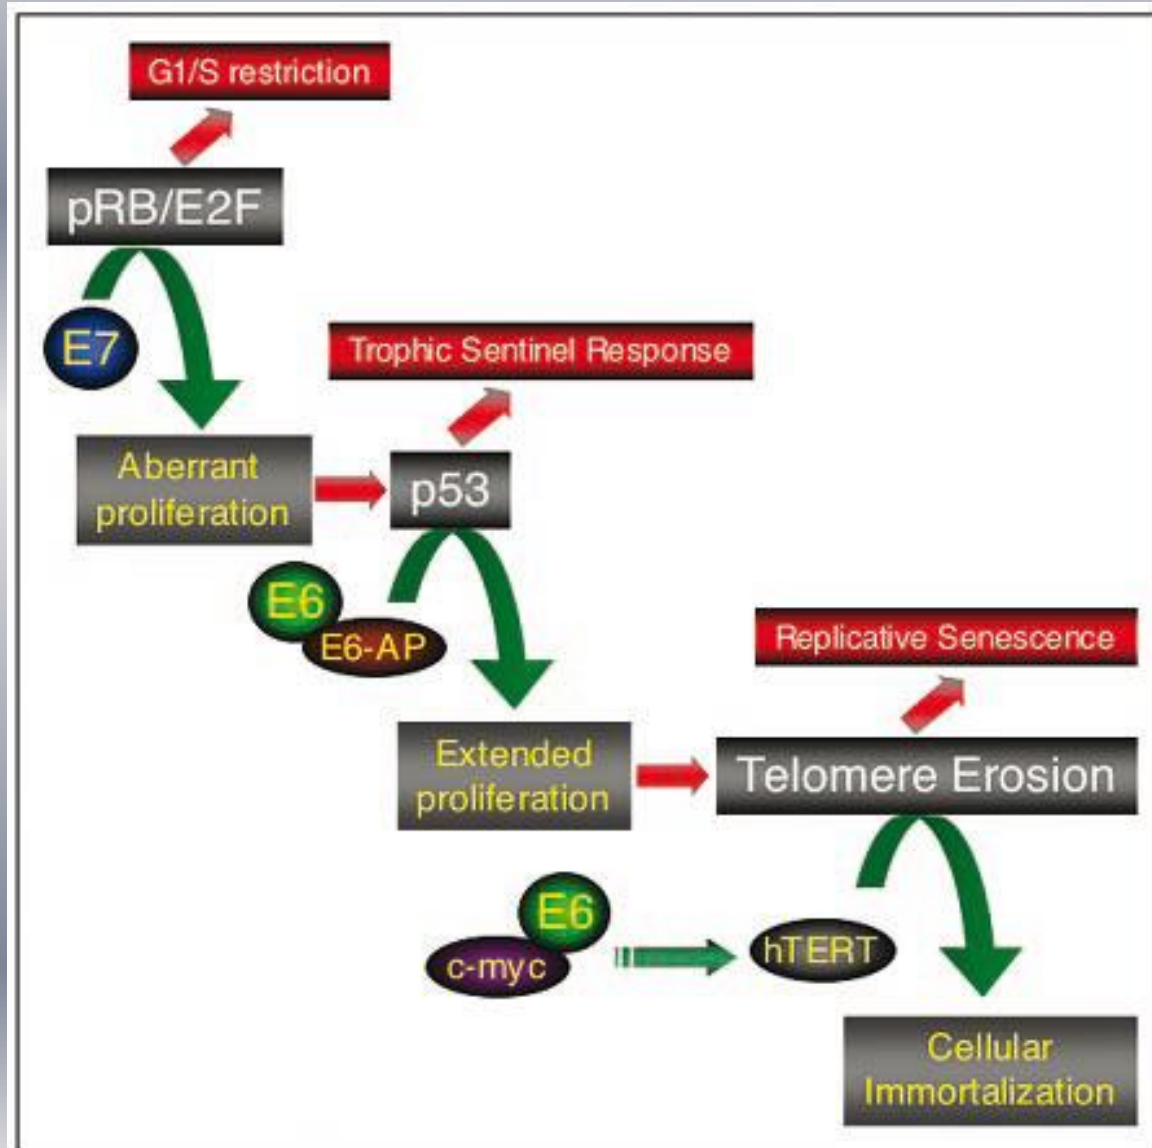 G1/S restriction
pRB/E2F
E7
Trophic Sentinel Response
Aberrant
proliferation
p53
E6
E6-AP
Replicative Senescence
Extended
proliferation
Telomere Erosion
E6
c-myc
hTERT
Cellular
Immortalization